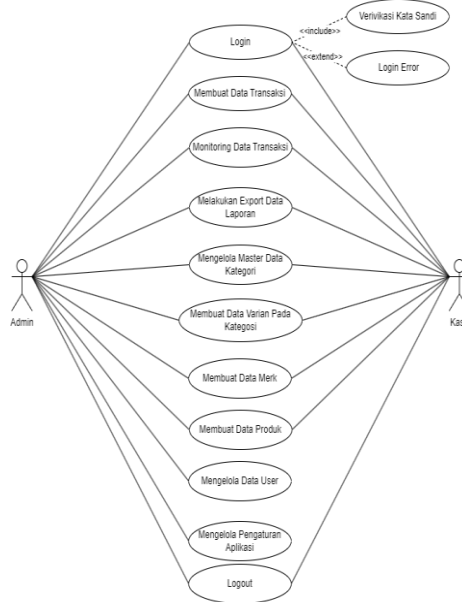 Verivikasi Kata Sandi
<<include>>
Login
<<extend>>
Login Error
Membuat Data Transaksi
Monitoring Data Transaksi
Melakukan Export Data
Laporan
Mengelola Master Data
Kategori
Admin
Kas
Membuat Data Varian Pada
Kategosi
Membuat Data Merk
Membuat Data Produk
Mengelola Data User
Mengelola Pengaturan
Aplikasi
Logout